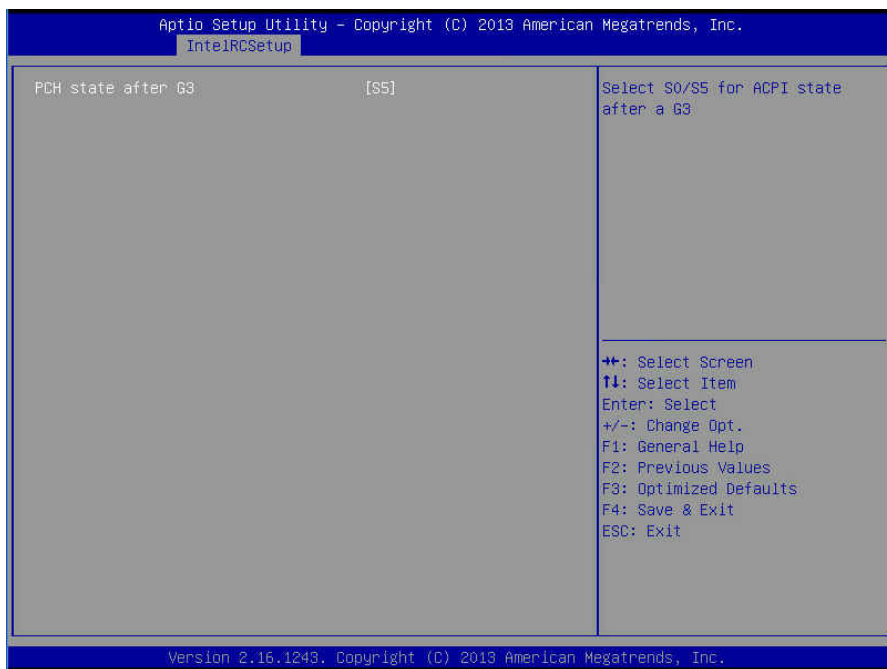 Aptio Setup Utility – Copyright (C) 2013 American Megatrends, Inc.
IntelRCSetup
PCH state after G3 [S5]
Select S0/S5 for ACPI state
after a G3
→←: Select Screen
↑↓: Select Item
Enter: Select
+/-: Change Opt.
F1: General Help
F2: Previous Values
F3: Optimized Defaults
F4: Save & Exit
ESC: Exit
Version 2.16.1243. Copyright (C) 2013 American Megatrends, Inc.